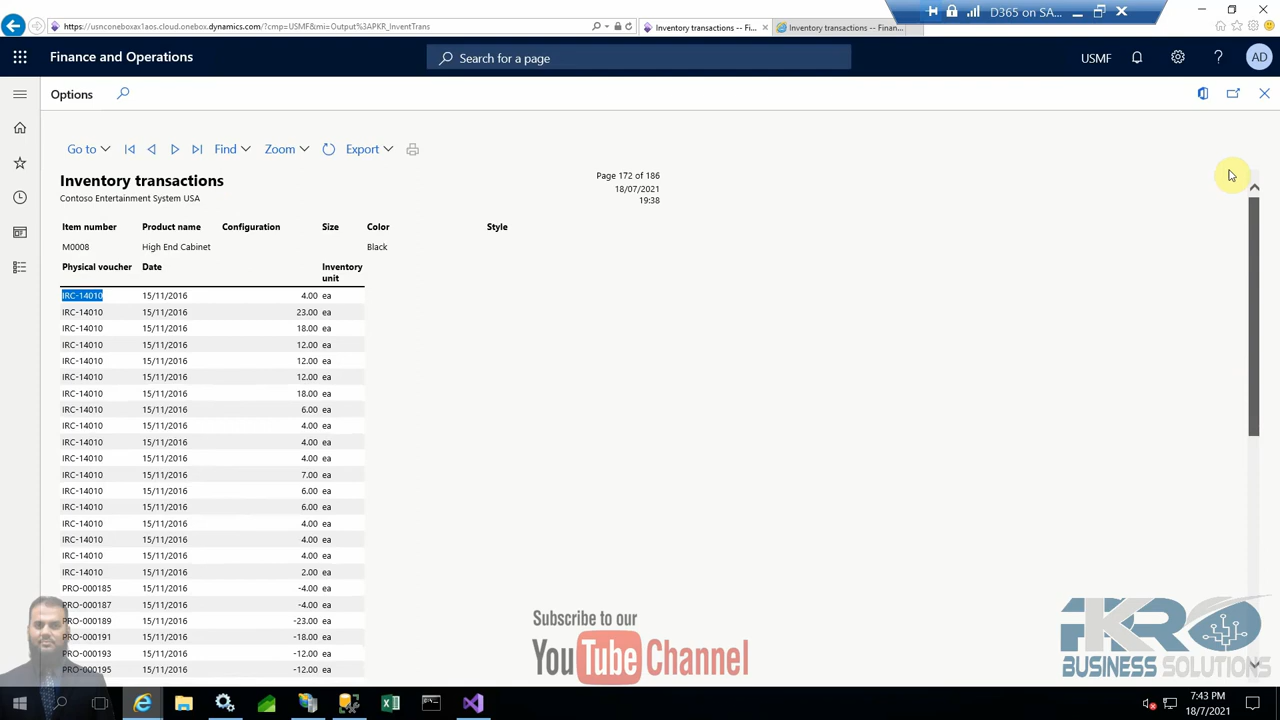 https://usnconeboxax1aos.cloud.onebox.dynamics.com/?cmp=USMF&mi=Output%3APKR_InventTrans
Inventory transactions -- Fi...
Inventory transactions -- Finan...
D365 on SA...
Finance and Operations
Search for a page
USMF
?
AD
Options
Go to
Find
Zoom
Export
Inventory transactions
Contoso Entertainment System USA
Page 172 of 186
18/07/2021
19:38
Item number Product name Configuration Size Color Style
M0008 High End Cabinet Black
Physical voucher Date Inventory unit
IRC-14010 15/11/2016 4.00 ea
IRC-14010 15/11/2016 23.00 ea
IRC-14010 15/11/2016 18.00 ea
IRC-14010 15/11/2016 12.00 ea
IRC-14010 15/11/2016 12.00 ea
IRC-14010 15/11/2016 12.00 ea
IRC-14010 15/11/2016 18.00 ea
IRC-14010 15/11/2016 6.00 ea
IRC-14010 15/11/2016 4.00 ea
IRC-14010 15/11/2016 4.00 ea
IRC-14010 15/11/2016 4.00 ea
IRC-14010 15/11/2016 7.00 ea
IRC-14010 15/11/2016 6.00 ea
IRC-14010 15/11/2016 6.00 ea
IRC-14010 15/11/2016 4.00 ea
IRC-14010 15/11/2016 4.00 ea
IRC-14010 15/11/2016 4.00 ea
IRC-14010 15/11/2016 2.00 ea
PRO-000185 15/11/2016 -4.00 ea
PRO-000187 15/11/2016 -4.00 ea
PRO-000189 15/11/2016 -23.00 ea
PRO-000191 15/11/2016 -18.00 ea
PRO-000193 15/11/2016 -12.00 ea
PRO-000195 15/11/2016 -12.00 ea
Subscribe to our
YouTube Channel
PKRO
BUSINESS SOLUTIONS
7:43 PM
18/7/2021